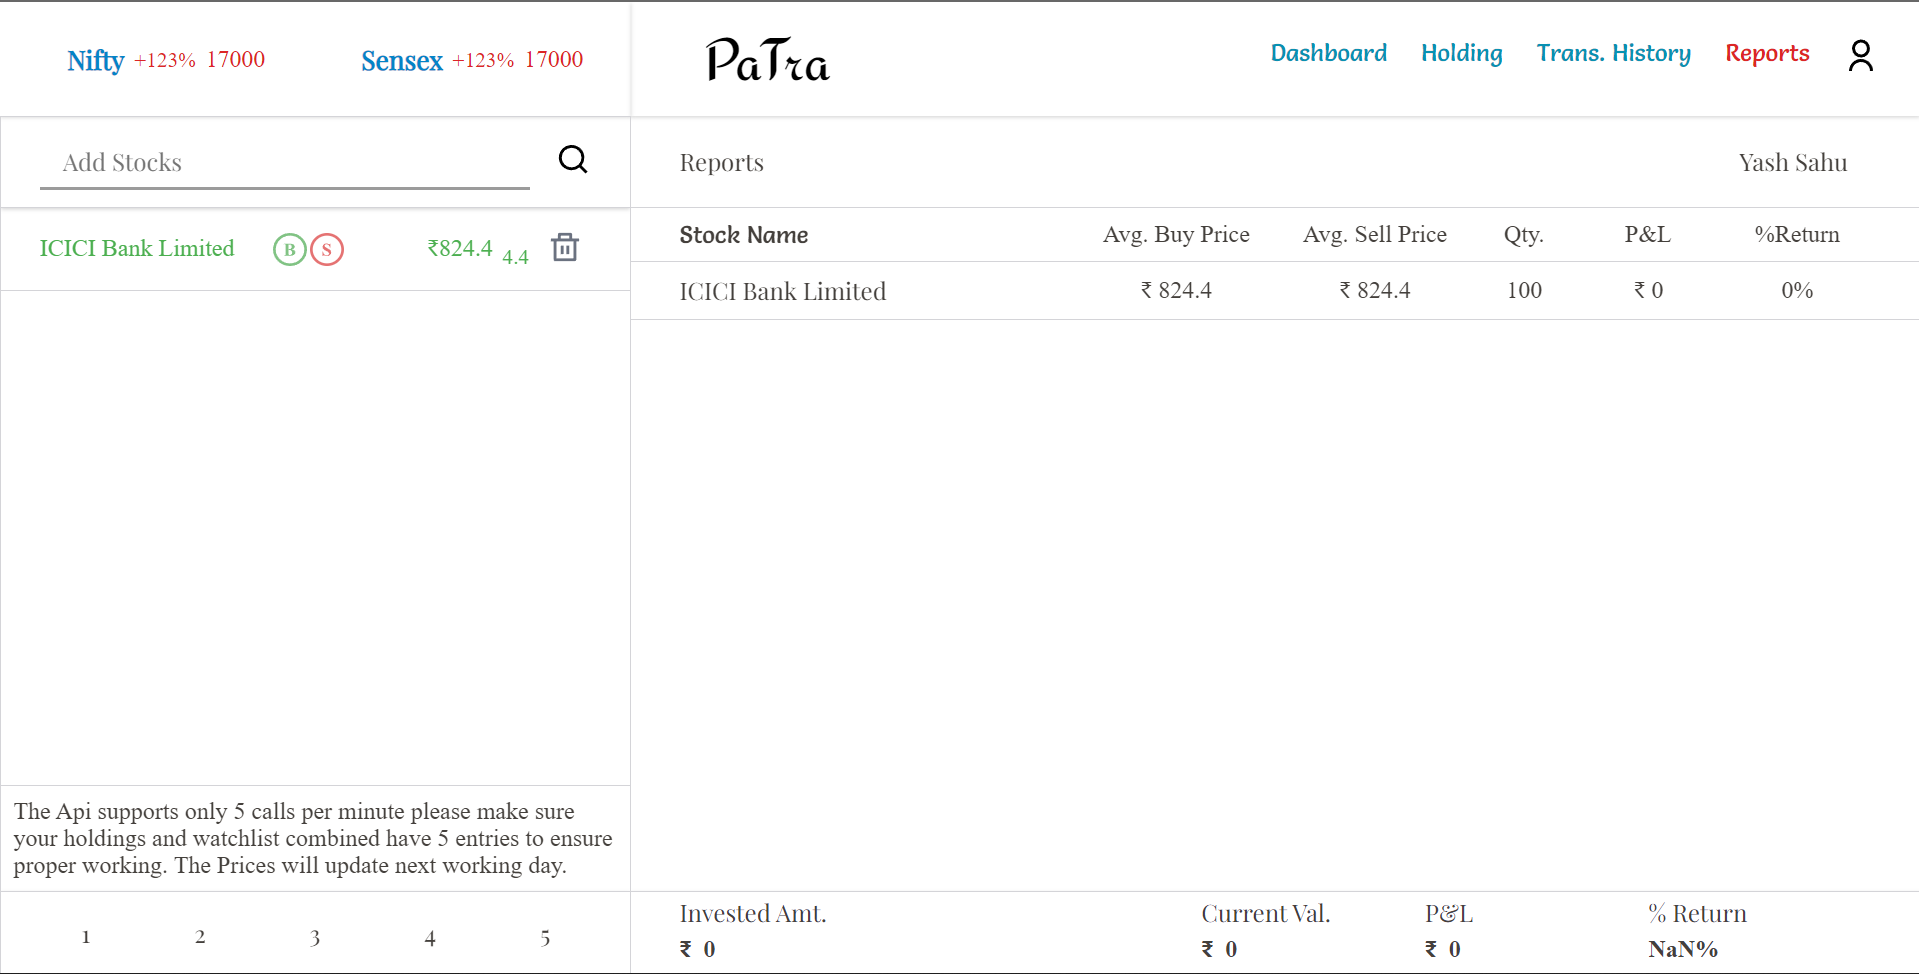 Nifty +123% 17000 Sensex +123% 17000
PaTra
Dashboard Holding Trans. History Reports
Add Stocks
Reports Yash Sahu
ICICI Bank Limited B S ₹824.4 4.4
Stock Name Avg. Buy Price Avg. Sell Price Qty. P&L %Return
ICICI Bank Limited ₹ 824.4 ₹ 824.4 100 ₹ 0 0%
The Api supports only 5 calls per minute please make sure
your holdings and watchlist combined have 5 entries to ensure
proper working. The Prices will update next working day.
1 2 3 4 5
Invested Amt. Current Val. P&L % Return
₹ 0 ₹ 0 ₹ 0 NaN%